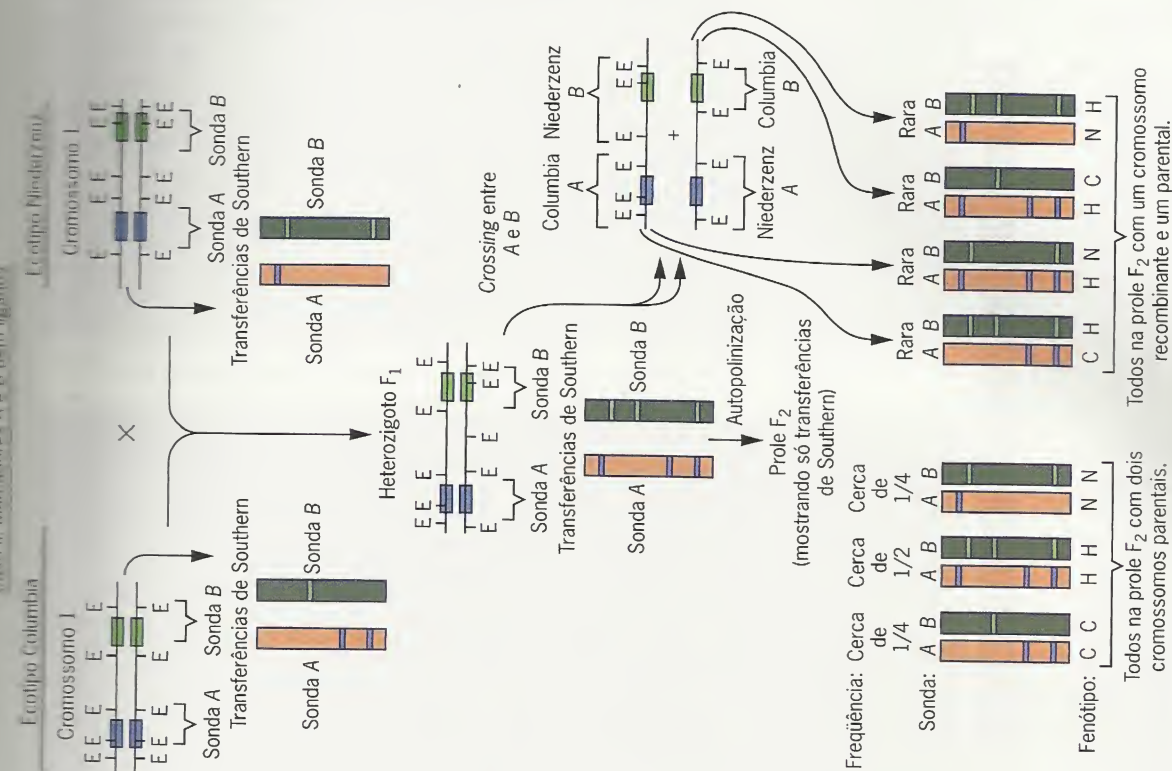 Ecotipo Columbia
Cromossomo I
E E E E E E
E E E E
Sonda A Sonda B
Transferências de Southern
Sonda A
Sonda B
×
Ecotipo Niederzenz
Cromossomo I
E E E E E
E E E E E
Sonda A Sonda B
Transferências de Southern
Sonda A
Sonda B
Heterozigoto F1
E E E E E E
E E E E E
Sonda A Sonda B
Transferências de Southern
Sonda A
Sonda B
Autopolinização
Prole F2
(mostrando só transferências
de Southern)
Crossing entre
A e B
Columbia Niederzenz
A B
E E E E E E
+
E E E E
Niederzenz Columbia
A B
Freqüência: Cerca de 1/4 Cerca de 1/2 Cerca de 1/4
Sonda: A B A B A B
Fenótipo: C C H H N N
Todos na prole F2 com dois
cromossomos parentais.
Rara Rara Rara Rara
A B A B A B A B
C H H N H C N H
Todos na prole F2 com um cromossomo
recombinante e um parental.